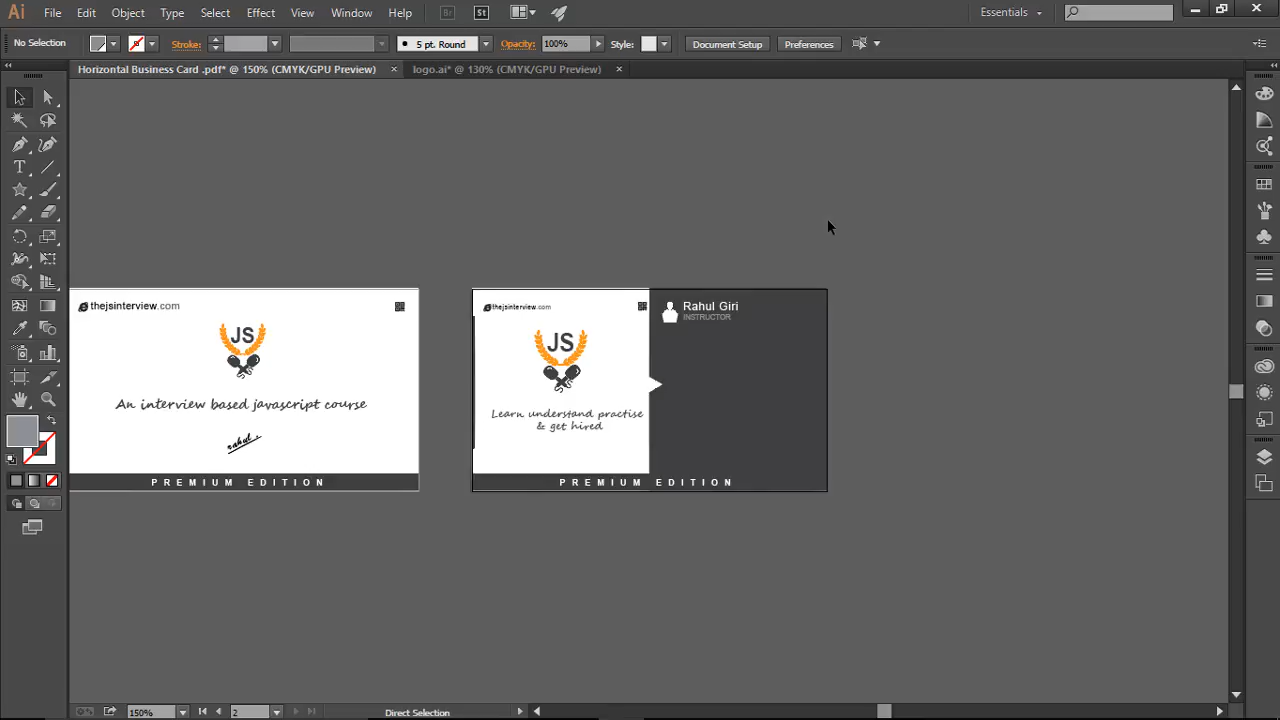 Ai File Edit Object Type Select Effect View Window Help Br St Essentials
No Selection Stroke: 5 pt. Round Opacity: 100% Style: Document Setup Preferences
Horizontal Business Card .pdf* @ 150% (CMYK/GPU Preview) × logo.ai* @ 130% (CMYK/GPU Preview) ×
thejsinterview.com
JS
An interview based javascript course
rahul
PREMIUM EDITION
thejsinterview.com
JS
Learn understand practise
& get hired
PREMIUM EDITION
Rahul Giri
INSTRUCTOR
150% 2 Direct Selection